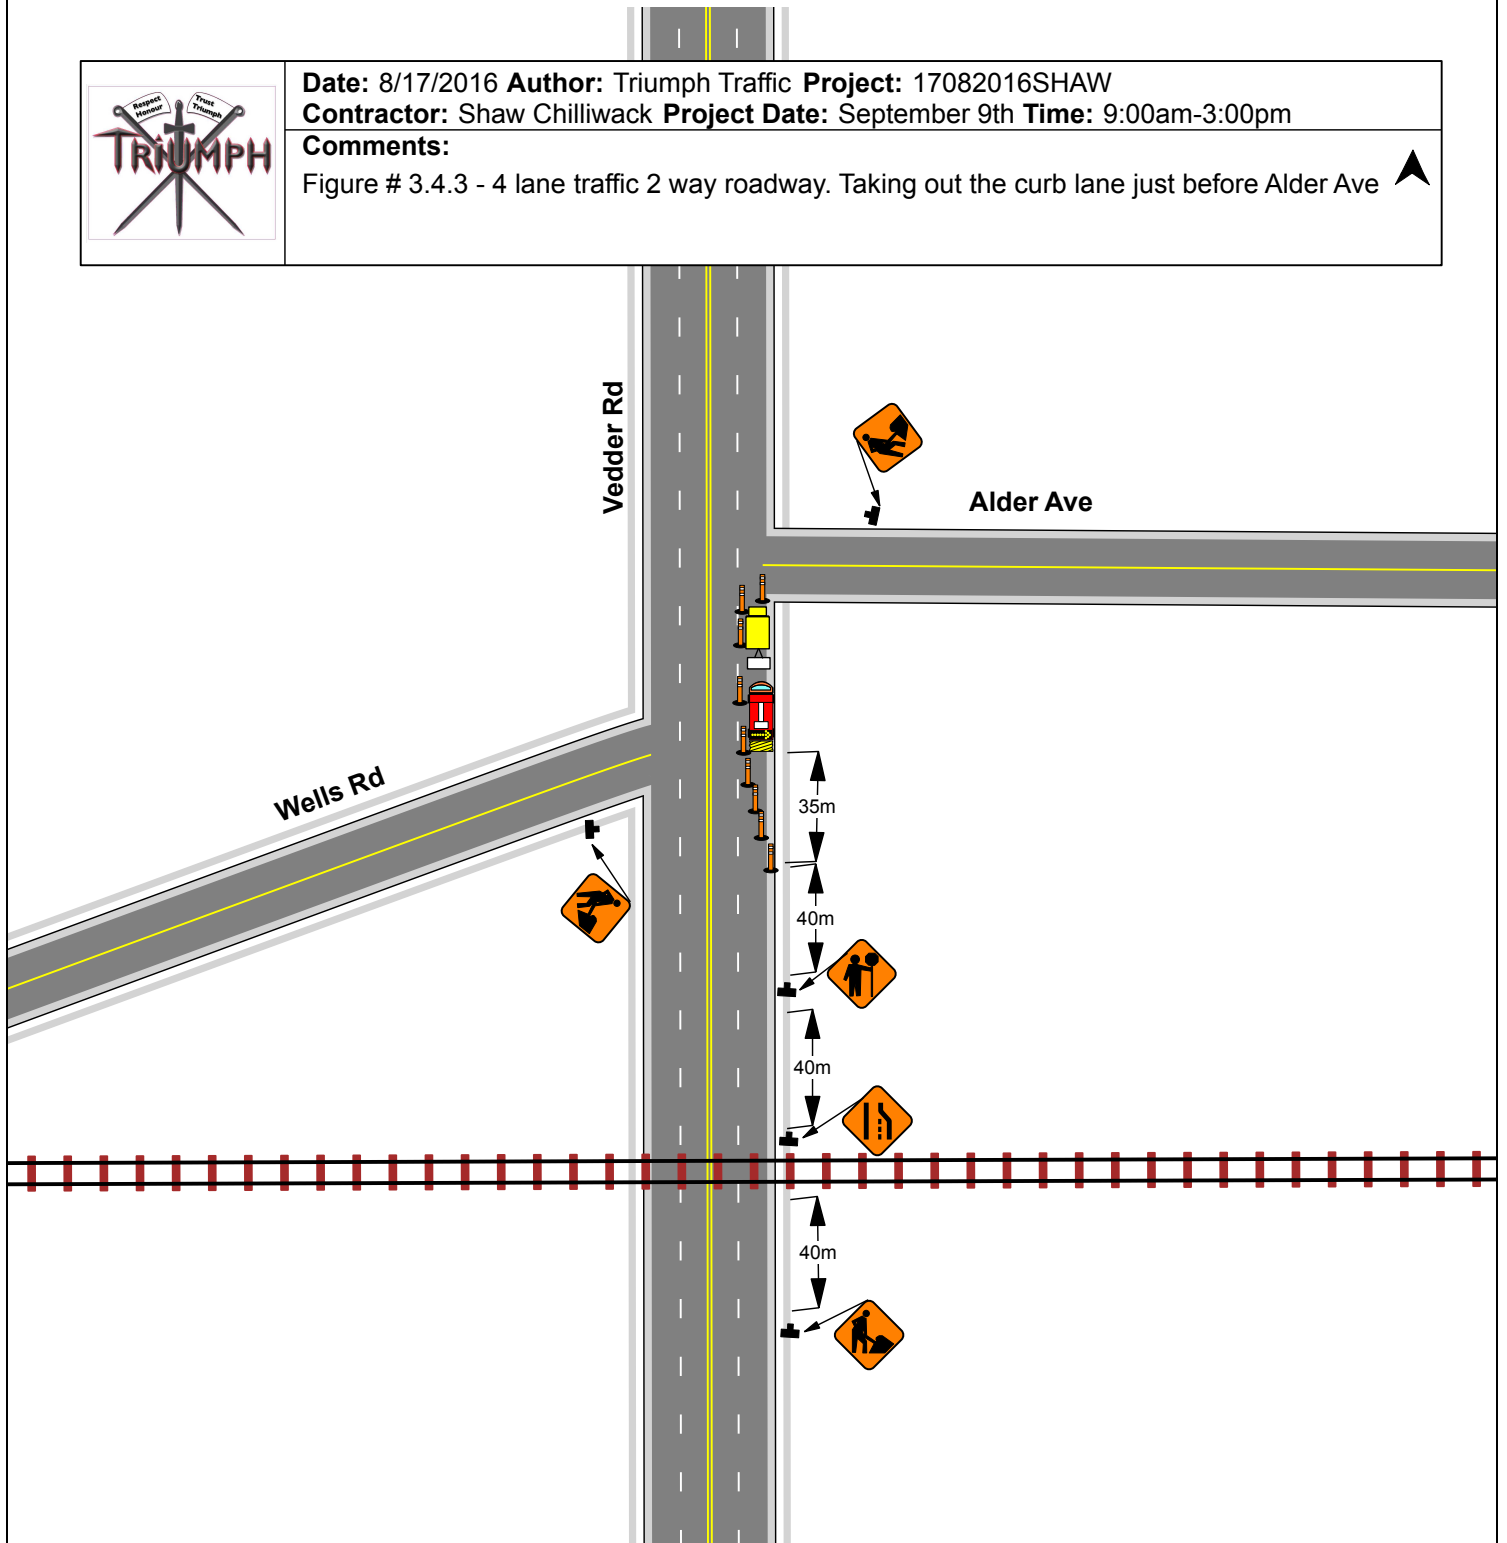 Respect
Honour
Trust
Triumph
TRIUMPH
Date: 8/17/2016 Author: Triumph Traffic Project: 17082016SHAW
Contractor: Shaw Chilliwack Project Date: September 9th Time: 9:00am-3:00pm
Comments:
Figure # 3.4.3 - 4 lane traffic 2 way roadway. Taking out the curb lane just before Alder Ave
Vedder Rd
Alder Ave
Wells Rd
35m
40m
40m
40m